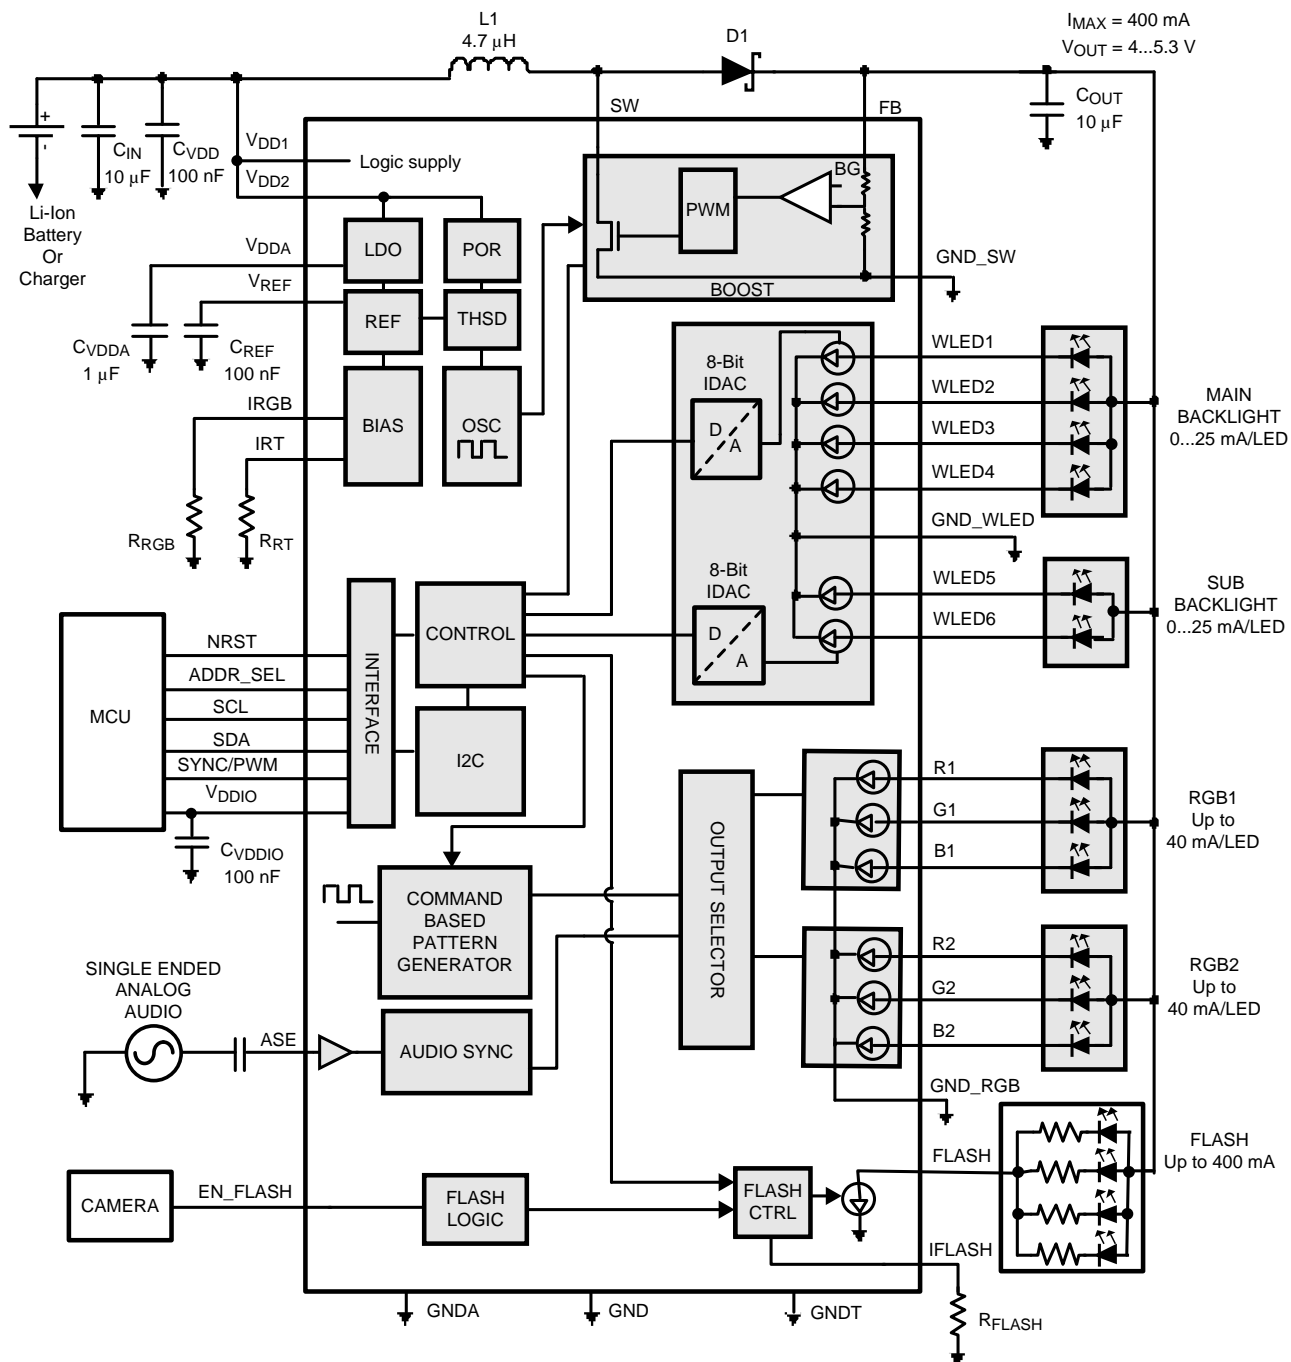 L1
4.7 μH
D1
IMAX = 400 mA
VOUT = 4...5.3 V
SW
FB
COUT
10 μF
+
-
CIN
10 μF
CVDD
100 nF
VDD1
Logic supply
VDD2
Li-Ion
Battery
Or
Charger
BG
PWM
BOOST
GND_SW
VDDA
LDO
POR
VREF
REF
THSD
CVDDA
1 μF
CREF
100 nF
IRGB
BIAS
OSC
IRT
RRGB
RRT
8-Bit
IDAC
D
A
WLED1
WLED2
WLED3
WLED4
GND_WLED
MAIN
BACKLIGHT
0...25 mA/LED
8-Bit
IDAC
D
A
WLED5
WLED6
SUB
BACKLIGHT
0...25 mA/LED
MCU
NRST
ADDR_SEL
SCL
SDA
SYNC/PWM
VDDIO
CVDDIO
100 nF
INTERFACE
CONTROL
I2C
OUTPUT SELECTOR
R1
G1
B1
RGB1
Up to
40 mA/LED
COMMAND
BASED
PATTERN
GENERATOR
R2
G2
B2
RGB2
Up to
40 mA/LED
SINGLE ENDED
ANALOG
AUDIO
ASE
AUDIO SYNC
GND_RGB
FLASH
FLASH
Up to 400 mA
CAMERA
EN_FLASH
FLASH
LOGIC
FLASH
CTRL
IFLASH
RFLASH
GNDA
GND
GNDT